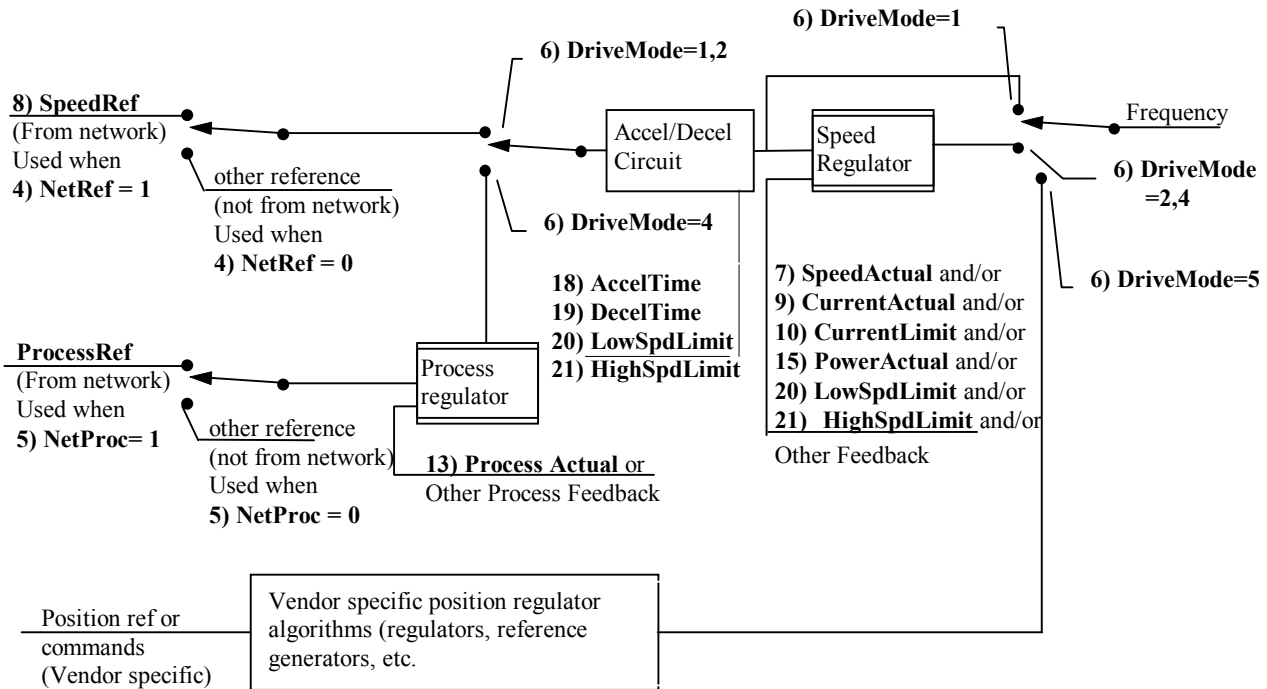 6) DriveMode=1
6) DriveMode=1,2
8) SpeedRef
(From network)
Used when
4) NetRef = 1
other reference
(not from network)
Used when
4) NetRef = 0
Accel/Decel
Circuit
Speed
Regulator
Frequency
6) DriveMode
=2,4
6) DriveMode=4
6) DriveMode=5
18) AccelTime
19) DecelTime
20) LowSpdLimit
21) HighSpdLimit
7) SpeedActual and/or
9) CurrentActual and/or
10) CurrentLimit and/or
15) PowerActual and/or
20) LowSpdLimit and/or
21) HighSpdLimit and/or
Other Feedback
ProcessRef
(From network)
Used when
5) NetProc= 1
other reference
(not from network)
Used when
5) NetProc = 0
Process
regulator
13) Process Actual or
Other Process Feedback
Position ref or
commands
(Vendor specific)
Vendor specific position regulator
algorithms (regulators, reference
generators, etc.